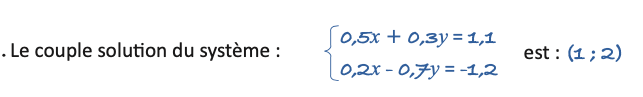 . Le couple solution du système : { 0,5x + 0,3y = 1,1 est : (1 ; 2)
0,2x - 0,7y = -1,2